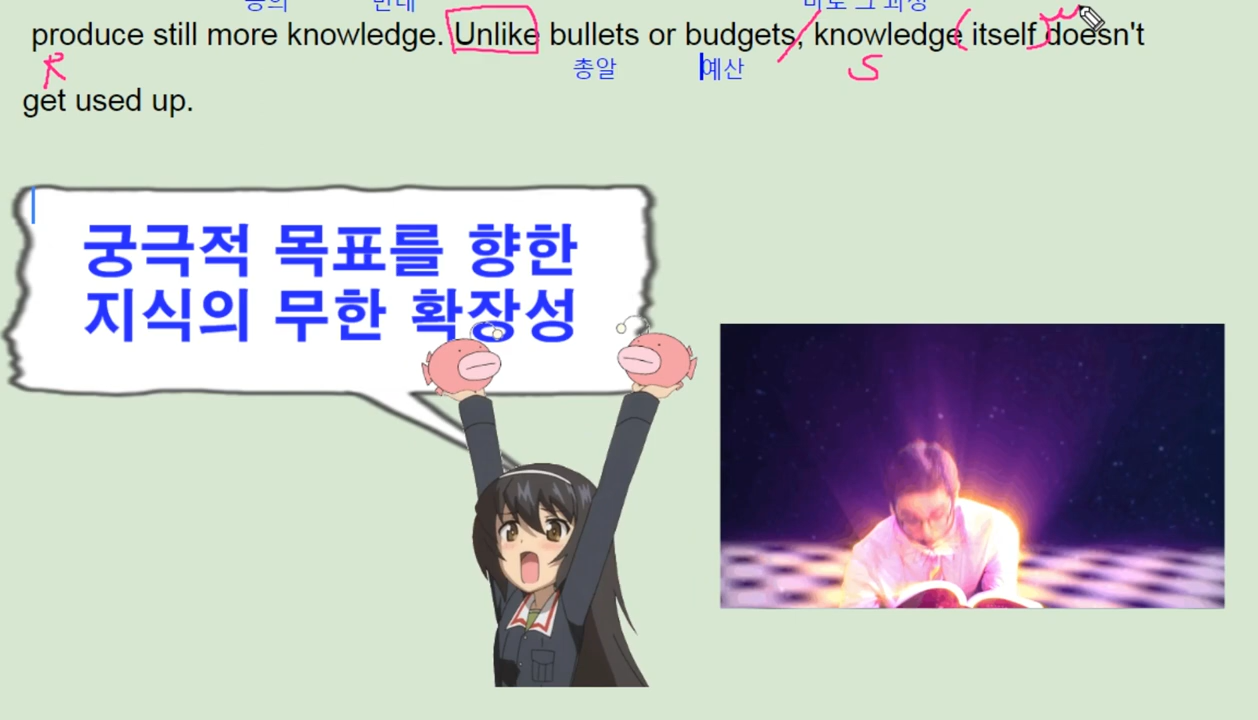 produce still more knowledge. Unlike bullets or budgets, knowledge (itself) doesn't
R
총알
예산
S
get used up.
궁극적 목표를 향한
지식의 무한 확장성